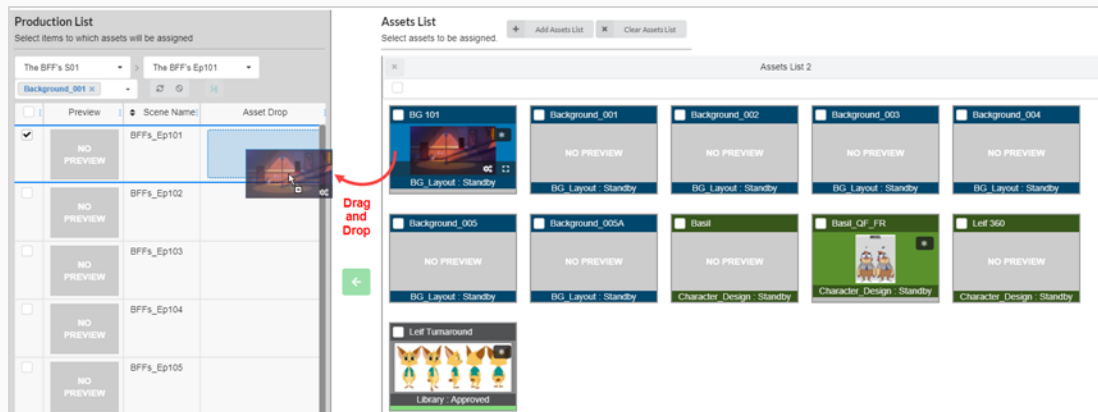 Production List
Select items to which assets will be assigned
The BFF's S01
The BFF's Ep101
Background_001 ×
Preview
Scene Name
Asset Drop
NO PREVIEW
BFFs_Ep101
NO PREVIEW
BFFs_Ep102
NO PREVIEW
BFFs_Ep103
NO PREVIEW
BFFs_Ep104
NO PREVIEW
BFFs_Ep105
Drag
and
Drop
Assets List
Select assets to be assigned.
Add Assets List
Clear Assets List
Assets List 2
BG 101
BG_Layout : Standby
Background_001
NO PREVIEW
BG_Layout : Standby
Background_002
NO PREVIEW
BG_Layout : Standby
Background_003
NO PREVIEW
BG_Layout : Standby
Background_004
NO PREVIEW
BG_Layout : Standby
Background_005
NO PREVIEW
BG_Layout : Standby
Background_005A
NO PREVIEW
BG_Layout : Standby
Basil
NO PREVIEW
Character_Design : Standby
Basil_QF_FR
Character_Design : Standby
Leif 360
NO PREVIEW
Character_Design : Standby
Leif Turnaround
Library : Approved